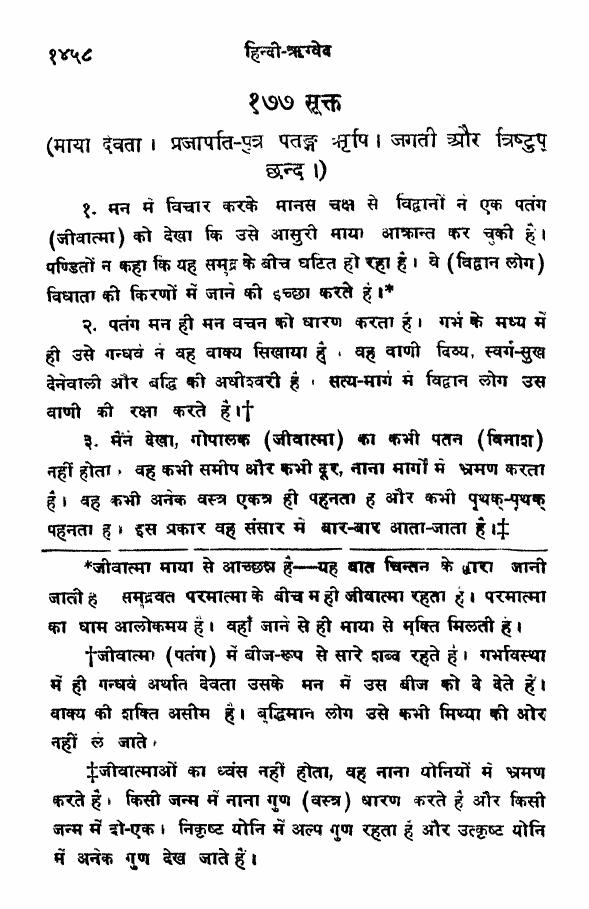 १४५८ हिन्दी-ऋग्वेद
१७७ सूक्त
(माया देवता। प्रजापति-पुत्र पतङ्ग ऋषि। जगती और त्रिष्टुप्
छन्द।)
१. मन में विचार करके मानस चक्षु से विद्वानों ने एक पतंग
(जीवात्मा) को देखा कि उसे आसुरी माया आक्रान्त कर चुकी है।
पण्डितों ने कहा कि यह समुद्र के बीच घटित हो रहा है। वे (विद्वान लोग)
विधाता की किरणों में जाने की इच्छा करते हैं।*
२. पतंग मन ही मन वचन को धारण करता है। गर्भ के मध्य में
ही उसे गन्धर्व ने वह वाक्य सिखाया है। वह वाणी दिव्य, स्वर्ग-सुख
देनेवाली और बुद्धि की अधीश्वरी है। सत्य-मार्ग में विद्वान लोग उस
वाणी की रक्षा करते हैं।†
३. मैंने देखा, गोपालक (जीवात्मा) का कभी पतन (विनाश)
नहीं होता। वह कभी समीप और कभी दूर, नाना मार्गों में भ्रमण करता
है। वह कभी अनेक वस्त्र एकत्र ही पहनता है और कभी पृथक्-पृथक्
पहनता है। इस प्रकार वह संसार में बार-बार आता-जाता है।‡
*जीवात्मा माया से आच्छन्न है—यह बात चिन्तन के द्वारा जानी
जाती है समुद्रवत् परमात्मा के बीच में ही जीवात्मा रहता है। परमात्मा
का धाम आलोकमय है। वहाँ जाने से ही माया से मुक्ति मिलती है।
†जीवात्मा (पतंग) में बीज-रूप से सारे शब्द रहते हैं। गर्भावस्था
में ही गन्धर्व अर्थात् देवता उसके मन में उस बीज को दे देते हैं।
वाक्य की शक्ति असीम है। बुद्धिमान लोग उसे कभी मिथ्या की ओर
नहीं ले जाते।
‡जीवात्माओं का ध्वंस नहीं होता, वह नाना योनियों में भ्रमण
करते हैं। किसी जन्म में नाना गुण (वस्त्र) धारण करते हैं और किसी
जन्म में दो-एक। निकृष्ट योनि में अल्प गुण रहता है और उत्कृष्ट योनि
में अनेक गुण देखे जाते हैं।